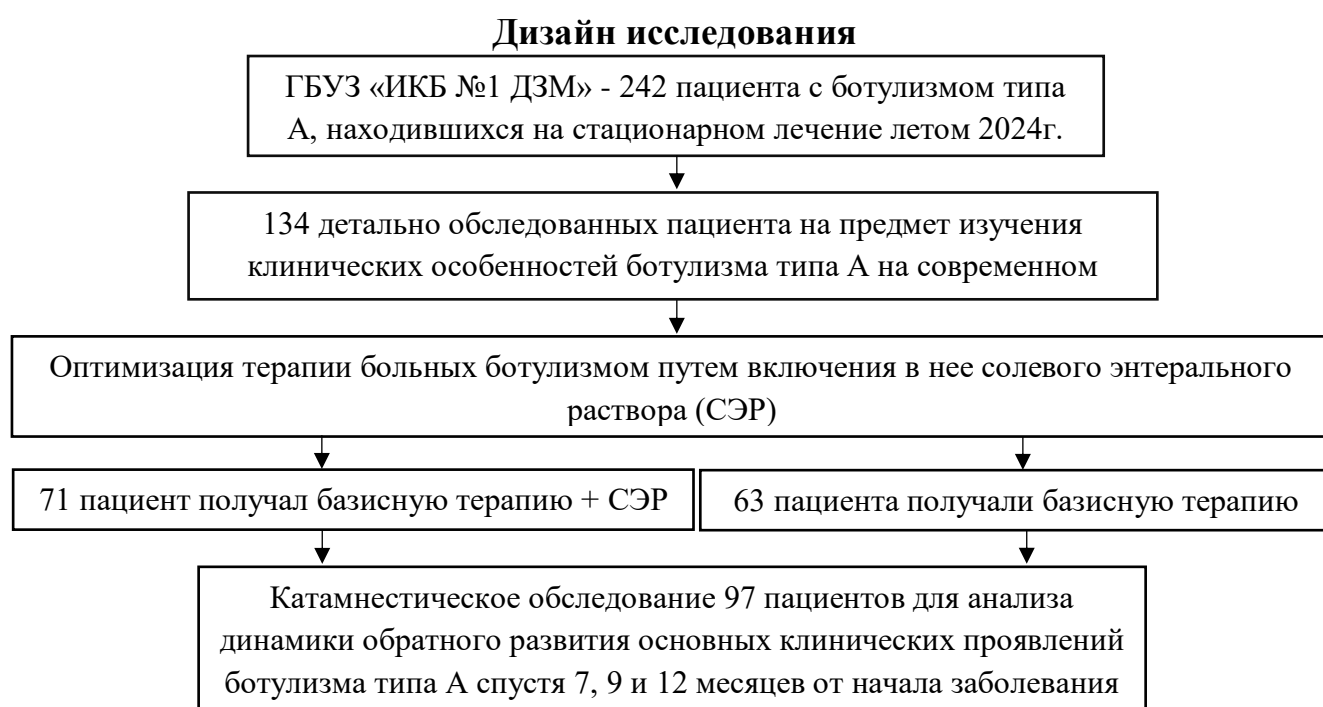 Дизайн исследования
ГБУЗ «ИКБ №1 ДЗМ» - 242 пациента с ботулизмом типа
А, находившихся на стационарном лечение летом 2024г.
134 детально обследованных пациента на предмет изучения
клинических особенностей ботулизма типа А на современном
Оптимизация терапии больных ботулизмом путем включения в нее солевого энтерального
раствора (СЭР)
71 пациент получал базисную терапию + СЭР
63 пациента получали базисную терапию
Катамнестическое обследование 97 пациентов для анализа
динамики обратного развития основных клинических проявлений
ботулизма типа А спустя 7, 9 и 12 месяцев от начала заболевания